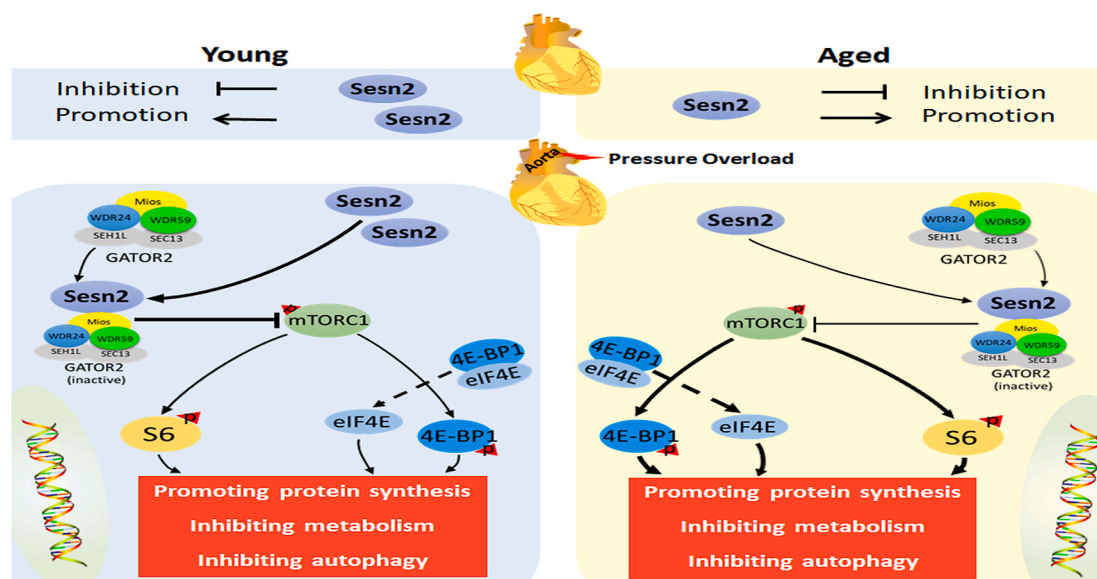 Young
Inhibition
Promotion
Sesn2
Sesn2
Aged
Sesn2
Inhibition
Promotion
Aorta
Pressure Overload
Mios
WDR24
WDR59
SEH1L
SEC13
GATOR2
Sesn2
Sesn2
Sesn2
Mios
WDR24
WDR59
SEH1L
SEC13
GATOR2
(inactive)
p
mTORC1
4E-BP1
eIF4E
p
S6
eIF4E
4E-BP1
p
Promoting protein synthesis
Inhibiting metabolism
Inhibiting autophagy
Sesn2
Mios
WDR24
WDR59
SEH1L
SEC13
GATOR2
Sesn2
Mios
WDR24
WDR59
SEH1L
SEC13
GATOR2
(inactive)
p
mTORC1
4E-BP1
eIF4E
4E-BP1
p
eIF4E
p
S6
Promoting protein synthesis
Inhibiting metabolism
Inhibiting autophagy